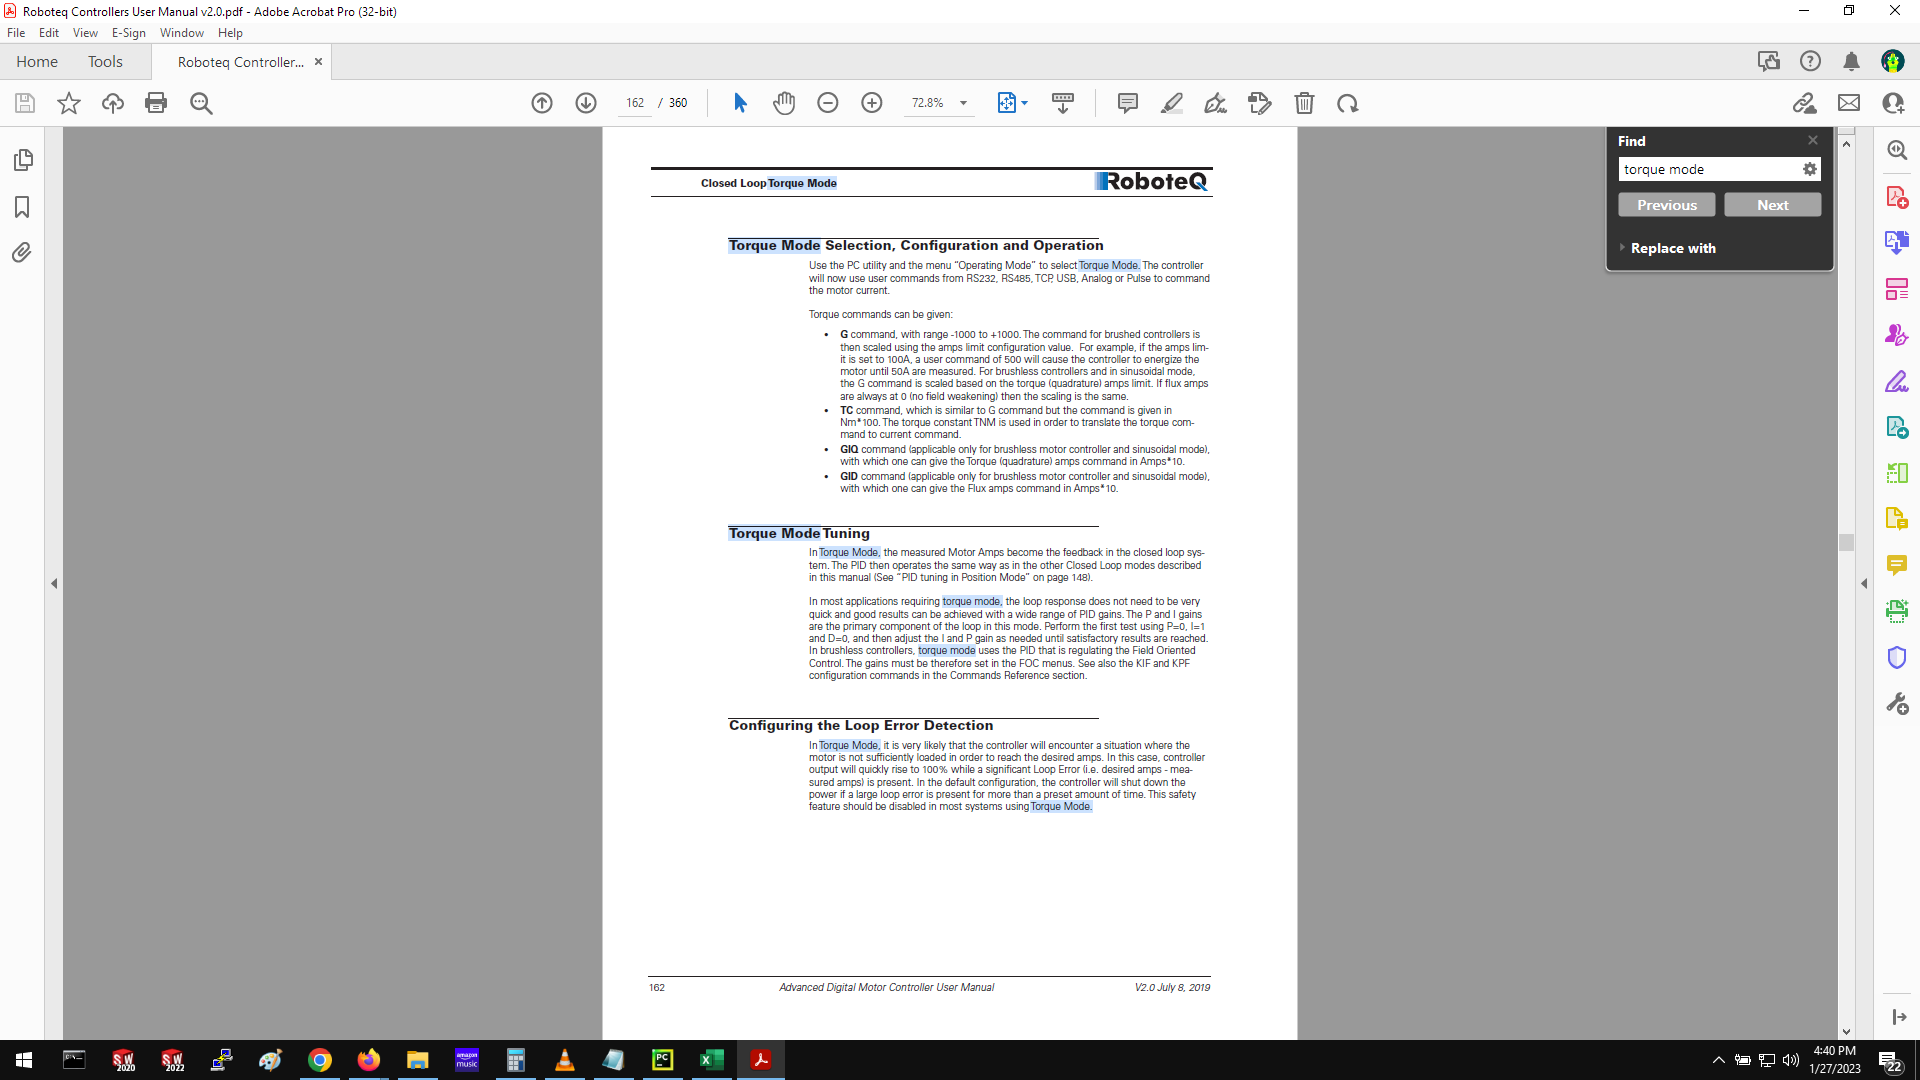 Roboteq Controllers User Manual v2.0.pdf - Adobe Acrobat Pro (32-bit)
File Edit View E-Sign Window Help
Home Tools Roboteq Controller... ×
162 / 360 72.8%
Find
torque mode
Previous Next
Replace with
Closed Loop Torque Mode RoboteQ
Torque Mode Selection, Configuration and Operation
Use the PC utility and the menu “Operating Mode” to select Torque Mode. The controller
will now use user commands from RS232, RS485, TCP, USB, Analog or Pulse to command
the motor current.
Torque commands can be given:
• G command, with range -1000 to +1000. The command for brushed controllers is
then scaled using the amps limit configuration value. For example, if the amps lim-
it is set to 100A, a user command of 500 will cause the controller to energize the
motor until 50A are measured. For brushless controllers and in sinusoidal mode,
the G command is scaled based on the torque (quadrature) amps limit. If flux amps
are always at 0 (no field weakening) then the scaling is the same.
• TC command, which is similar to G command but the command is given in
Nm*100. The torque constant TNM is used in order to translate the torque com-
mand to current command.
• GIQ command (applicable only for brushless motor controller and sinusoidal mode),
with which one can give the Torque (quadrature) amps command in Amps*10.
• GID command (applicable only for brushless motor controller and sinusoidal mode),
with which one can give the Flux amps command in Amps*10.
Torque Mode Tuning
In Torque Mode, the measured Motor Amps become the feedback in the closed loop sys-
tem. The PID then operates the same way as in the other Closed Loop modes described
in this manual (See “PID tuning in Position Mode” on page 148).
In most applications requiring torque mode, the loop response does not need to be very
quick and good results can be achieved with a wide range of PID gains. The P and I gains
are the primary component of the loop in this mode. Perform the first test using P=0, I=1
and D=0, and then adjust the I and P gain as needed until satisfactory results are reached.
In brushless controllers, torque mode uses the PID that is regulating the Field Oriented
Control. The gains must be therefore set in the FOC menus. See also the KIF and KPF
configuration commands in the Commands Reference section.
Configuring the Loop Error Detection
In Torque Mode, it is very likely that the controller will encounter a situation where the
motor is not sufficiently loaded in order to reach the desired amps. In this case, controller
output will quickly rise to 100% while a significant Loop Error (i.e. desired amps - mea-
sured amps) is present. In the default configuration, the controller will shut down the
power if a large loop error is present for more than a preset amount of time. This safety
feature should be disabled in most systems using Torque Mode.
162 Advanced Digital Motor Controller User Manual V2.0 July 8, 2019
SW 2020 SW 2022 amazon music PC
4:40 PM
1/27/2023
22